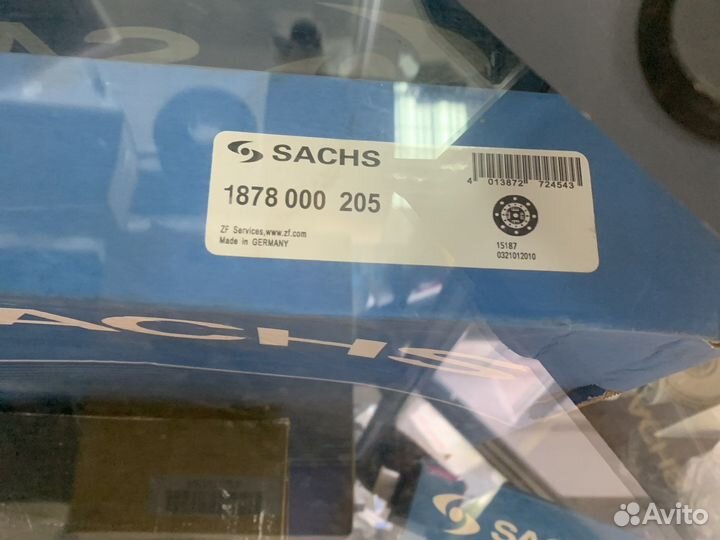 SACHS
1878 000 205
ZF Services,www.zf.com
Made in GERMANY
4 013872 724543
15187
0321012010
SACHS
SA
Avito